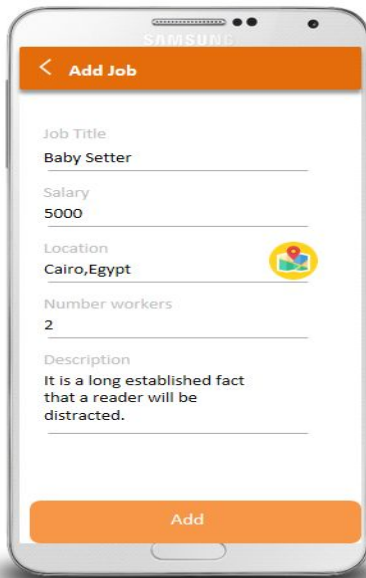 SAMSUNG
Add Job
Job Title
Baby Setter
Salary
5000
Location
Cairo,Egypt
Number workers
2
Description
It is a long established fact
that a reader will be
distracted.
Add